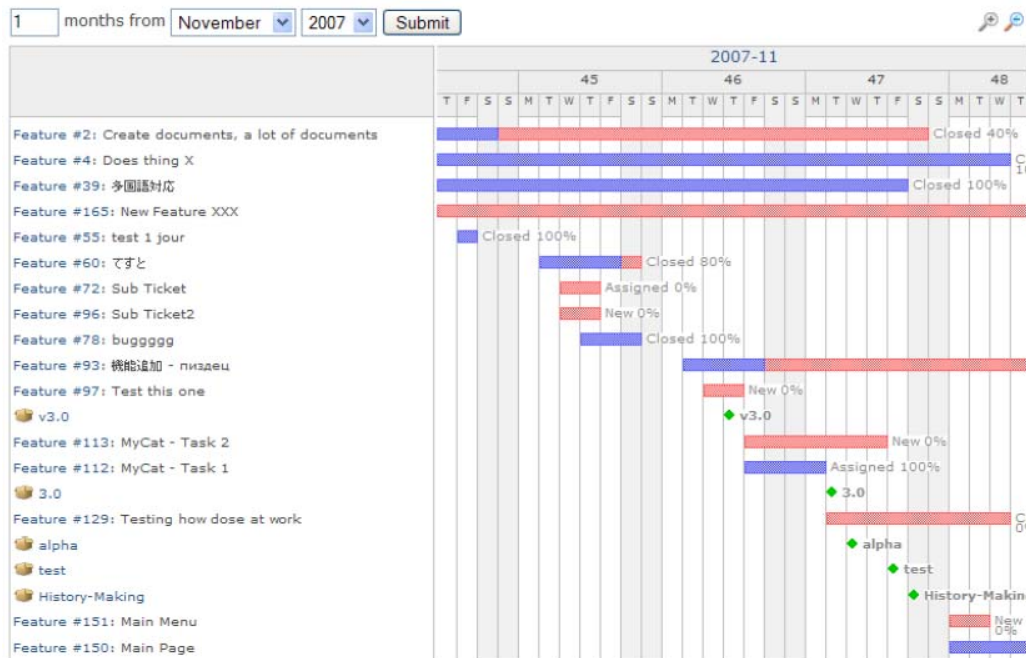 1 months from November 2007 Submit
2007-11
45 46 47 48
T F S S M T W T F S S M T W T F S S M T W T F S S M T W T
Feature #2: Create documents, a lot of documents Closed 40%
Feature #4: Does thing X
Feature #39: 多国語対応 Closed 100%
Feature #165: New Feature XXX
Feature #55: test 1 jour Closed 100%
Feature #60: てすと Closed 80%
Feature #72: Sub Ticket Assigned 0%
Feature #96: Sub Ticket2 New 0%
Feature #78: buggggg Closed 100%
Feature #93: 機能追加 - пиздец
Feature #97: Test this one New 0%
v3.0 v3.0
Feature #113: MyCat - Task 2 New 0%
Feature #112: MyCat - Task 1 Assigned 100%
3.0 3.0
Feature #129: Testing how dose at work 0%
alpha alpha
test test
History-Making History-Making
Feature #151: Main Menu New 0%
Feature #150: Main Page